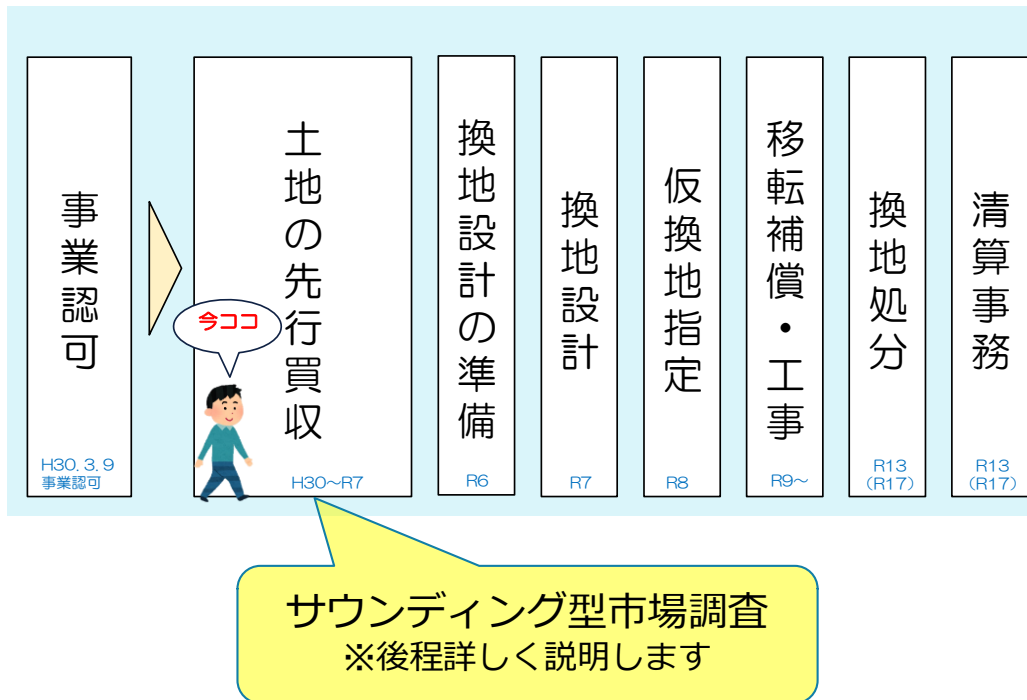 事業認可
H30.3.9
事業認可
今ココ
土地の先行買収
H30～R7
換地設計の準備
R6
換地設計
R7
仮換地指定
R8
移転補償・工事
R9～
換地処分
R13
(R17)
清算事務
R13
(R17)
サウンディング型市場調査
※後程詳しく説明します